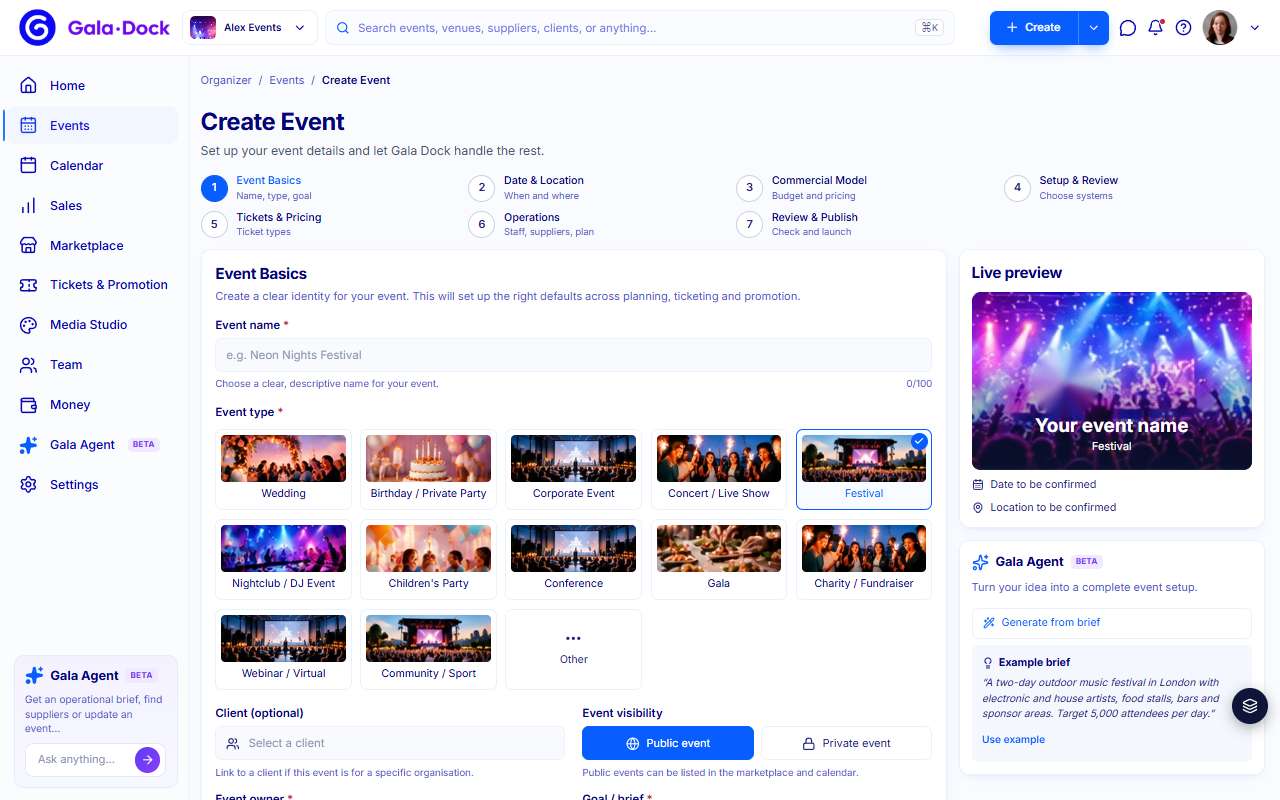 Gala·Dock
Alex Events
Search events, venues, suppliers, clients, or anything...
⌘K
+ Create
Home
Events
Calendar
Sales
Marketplace
Tickets & Promotion
Media Studio
Team
Money
Gala Agent BETA
Settings
Gala Agent BETA
Get an operational brief, find
suppliers or update an
event...
Ask anything...
Organizer / Events / Create Event
Create Event
Set up your event details and let Gala Dock handle the rest.
1 Event Basics
Name, type, goal
2 Date & Location
When and where
3 Commercial Model
Budget and pricing
4 Setup & Review
Choose systems
5 Tickets & Pricing
Ticket types
6 Operations
Staff, suppliers, plan
7 Review & Publish
Check and launch
Event Basics
Create a clear identity for your event. This will set up the right defaults across planning, ticketing and promotion.
Event name *
e.g. Neon Nights Festival
Choose a clear, descriptive name for your event. 0/100
Event type *
Wedding
Birthday / Private Party
Corporate Event
Concert / Live Show
Festival
Nightclub / DJ Event
Children's Party
Conference
Gala
Charity / Fundraiser
Webinar / Virtual
Community / Sport
Other
Client (optional)
Select a client
Link to a client if this event is for a specific organisation.
Event visibility
Public event
Private event
Public events can be listed in the marketplace and calendar.
Event owner *
Goal / brief *
Live preview
Your event name
Festival
Date to be confirmed
Location to be confirmed
Gala Agent BETA
Turn your idea into a complete event setup.
Generate from brief
Example brief
"A two-day outdoor music festival in London with
electronic and house artists, food stalls, bars and
sponsor areas. Target 5,000 attendees per day."
Use example